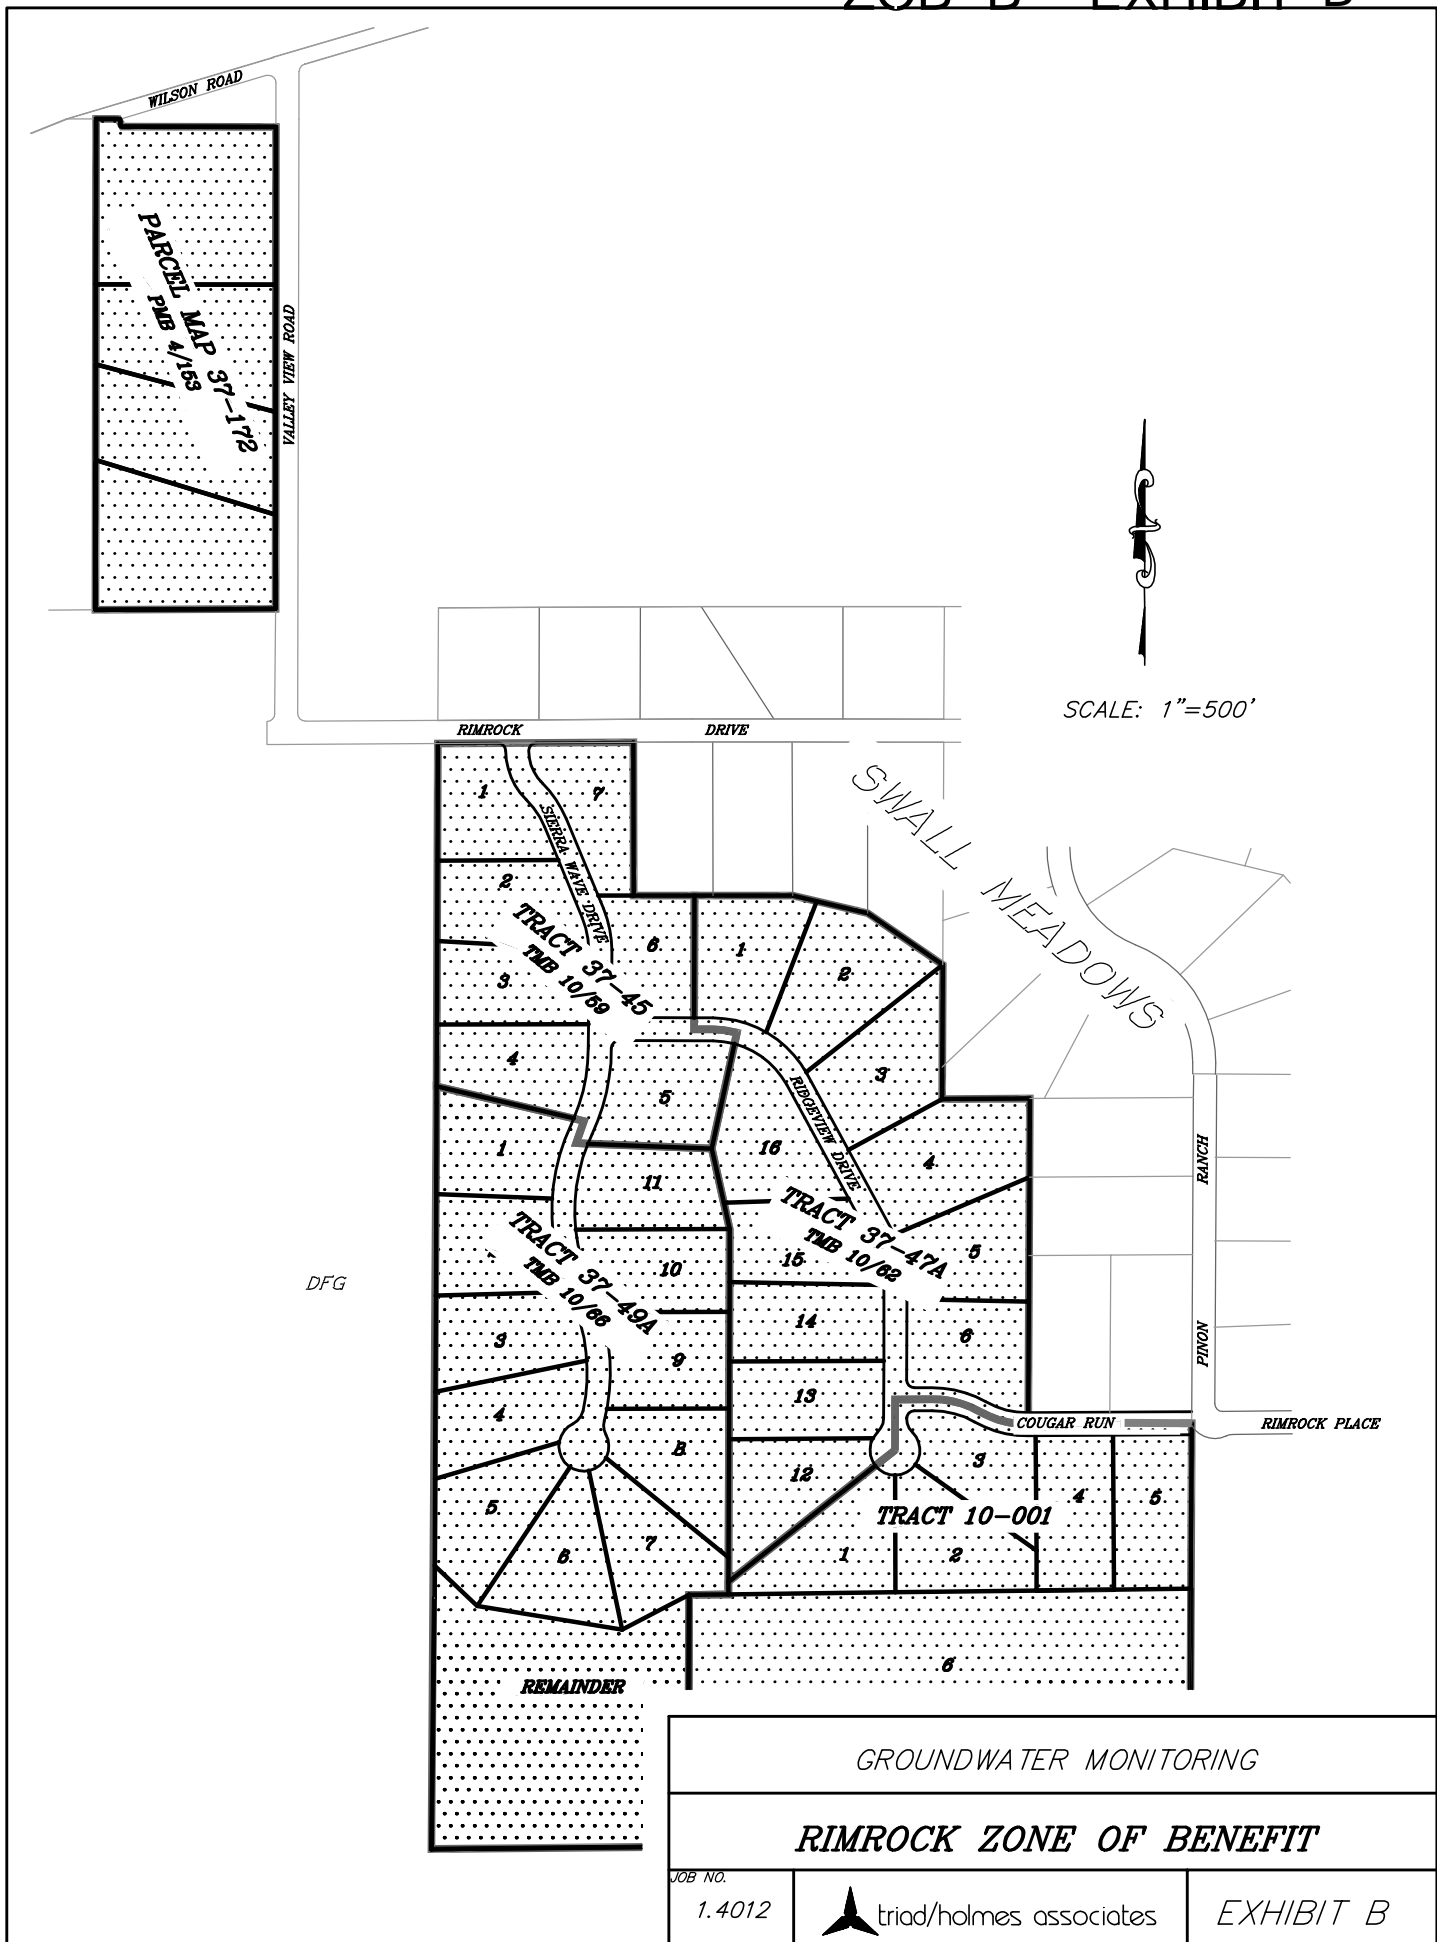 ZOB B EXHIBIT B
WILSON ROAD
PARCEL MAP 37-172
PMB 4/153
VALLEY VIEW ROAD
SCALE: 1"=500'
RIMROCK DRIVE
SWALL MEADOWS
1
7
SIERRA WAVE DRIVE
2
TRACT 37-45
TMB 10/59
6
3
4
5
1
2
3
RIDGEVIEW DRIVE
16
4
TRACT 37-47A
TMB 10/62
15
5
14
6
13
12
1
11
TRACT 37-49A
TMB 10/66
10
3
9
4
8
5
6
7
DFG
RANCH
PINON
COUGAR RUN
RIMROCK PLACE
3
4
5
TRACT 10-001
1
2
6
REMAINDER
GROUNDWATER MONITORING
RIMROCK ZONE OF BENEFIT
JOB NO.
1.4012
triad/holmes associates
EXHIBIT B